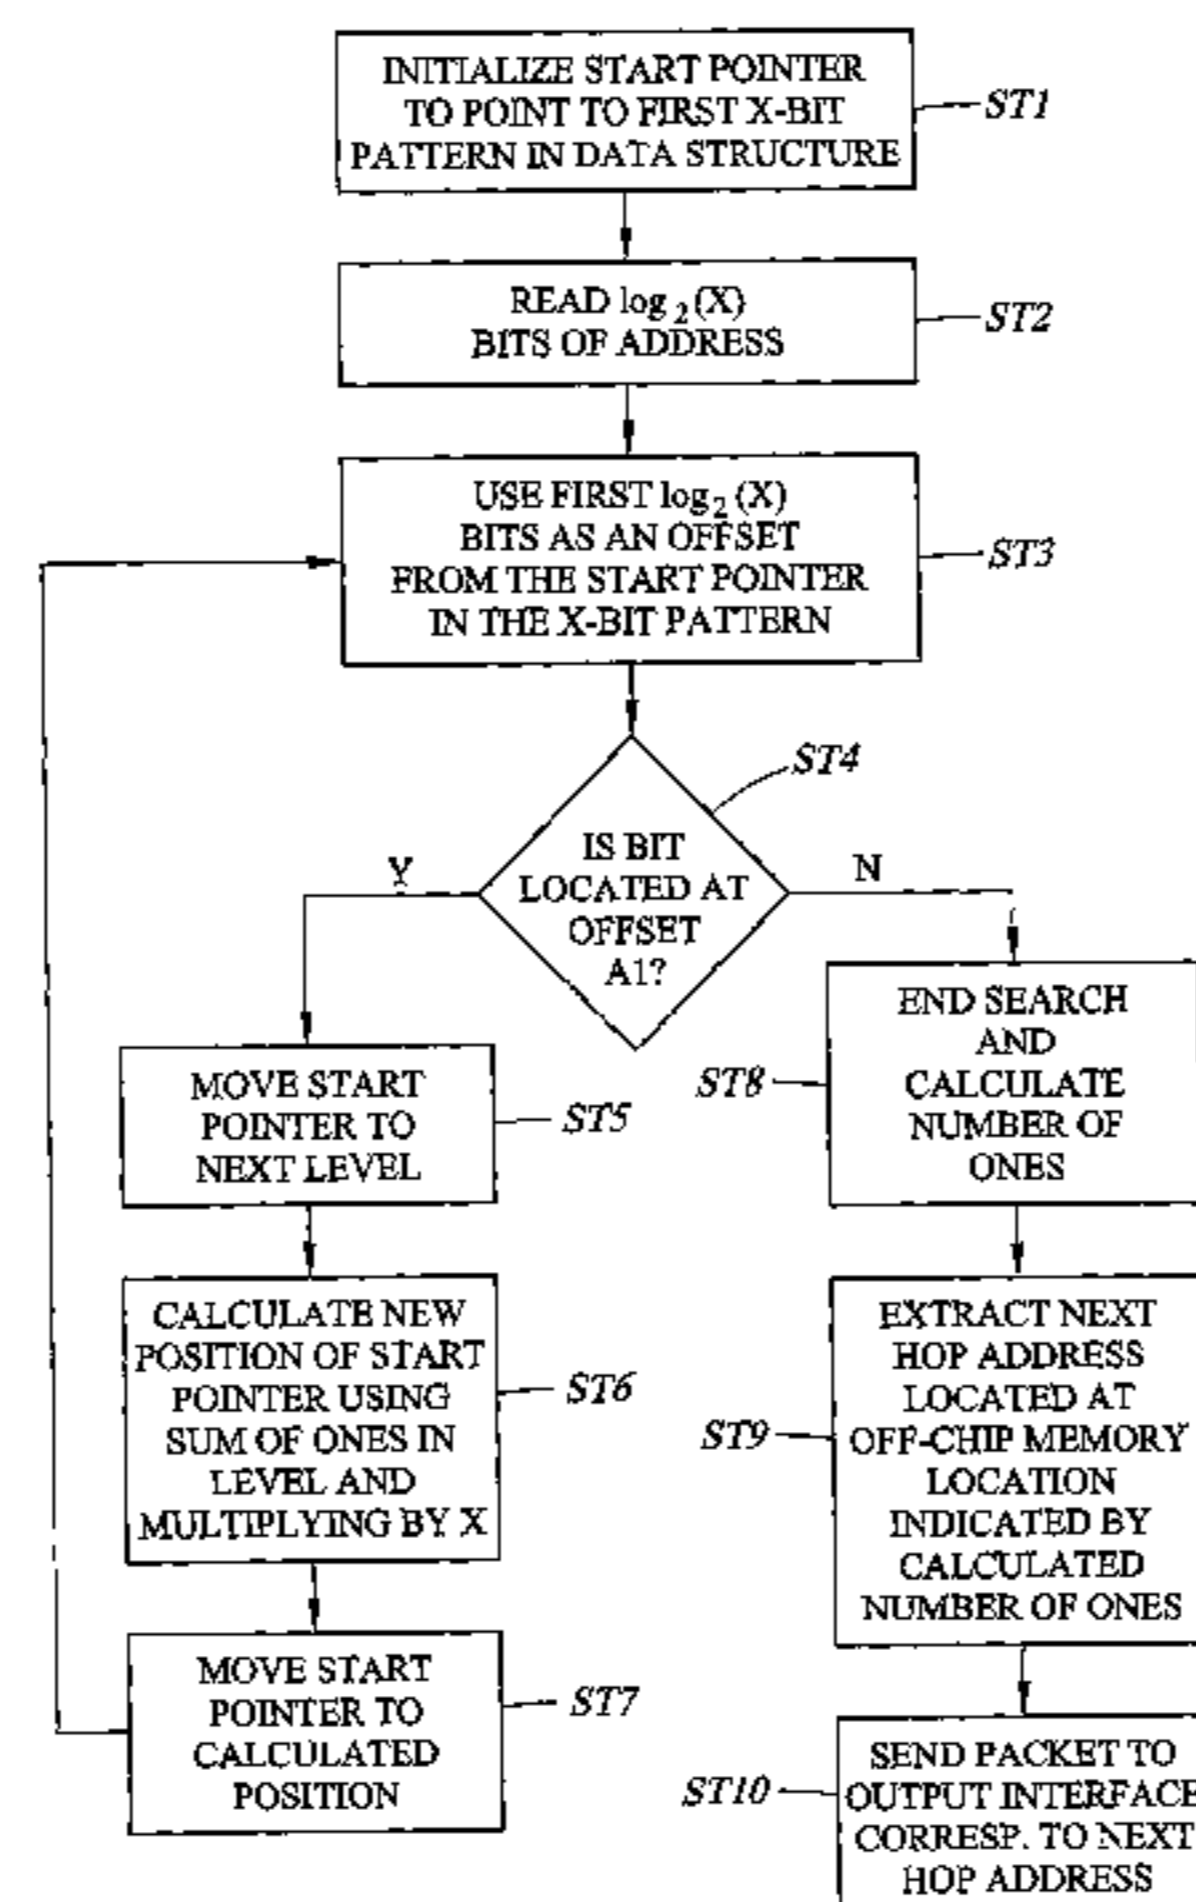 INITIALIZE START POINTER
TO POINT TO FIRST X-BIT
PATTERN IN DATA STRUCTURE
ST1
READ log 2 (X)
BITS OF ADDRESS
ST2
USE FIRST log2 (X)
BITS AS AN OFFSET
FROM THE START POINTER
IN THE X-BIT PATTERN
ST3
ST4
IS BIT
LOCATED AT
OFFSET
A1?
Y
N
MOVE START
POINTER TO
NEXT LEVEL
ST5
CALCULATE NEW
POSITION OF START
POINTER USING
SUM OF ONES IN
LEVEL AND
MULTIPLYING BY X
ST6
MOVE START
POINTER TO
CALCULATED
POSITION
ST7
END SEARCH
AND
CALCULATE
NUMBER OF
ONES
ST8
EXTRACT NEXT
HOP ADDRESS
LOCATED AT
OFF-CHIP MEMORY
LOCATION
INDICATED BY
CALCULATED
NUMBER OF ONES
ST9
SEND PACKET TO
OUTPUT INTERFACE
CORRESP. TO NEXT
HOP ADDRESS
ST10